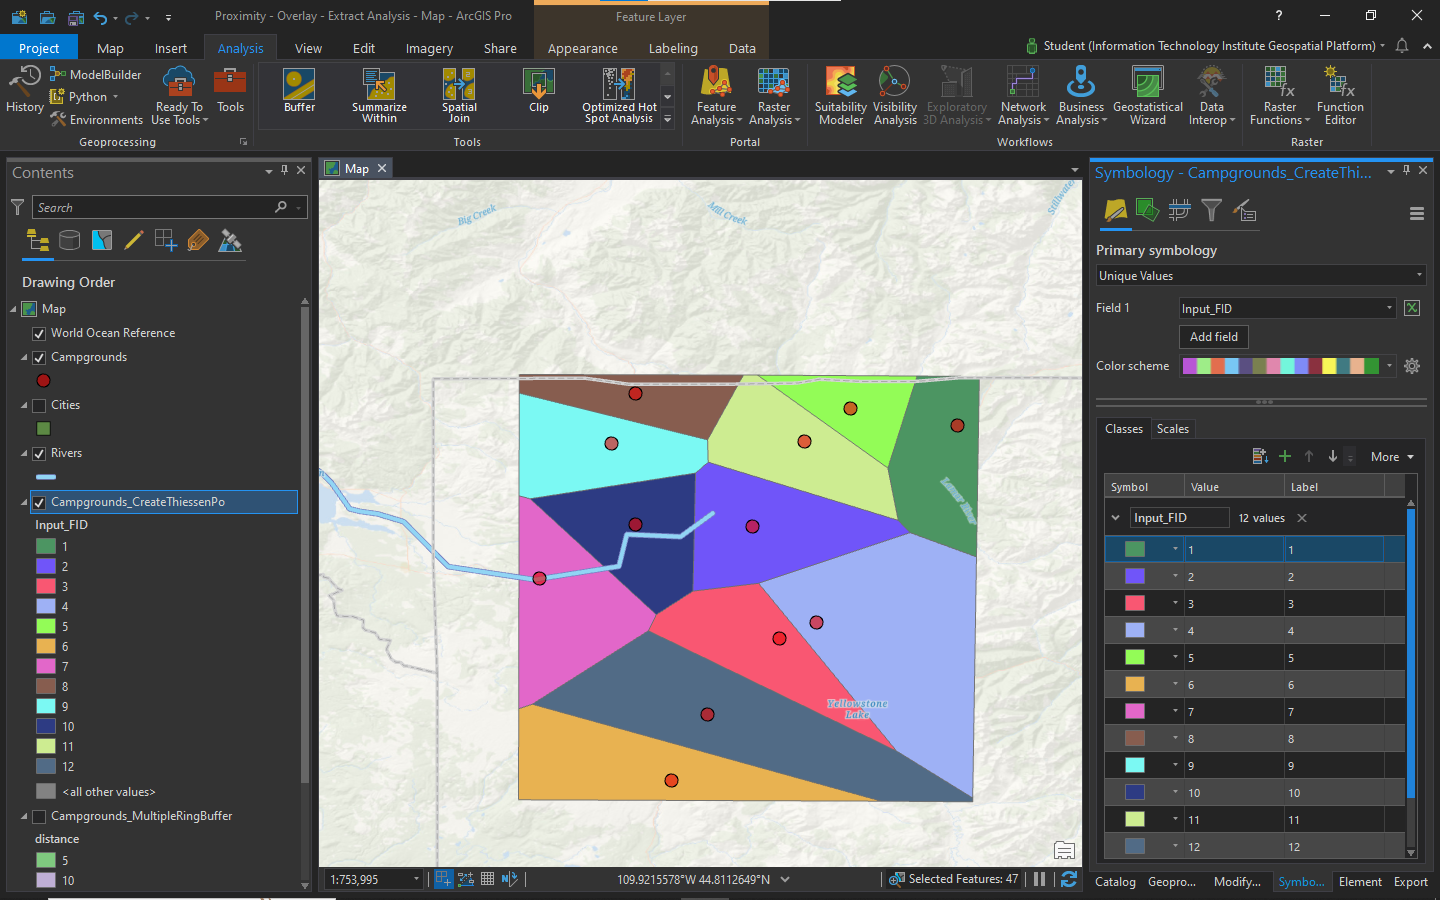 Proximity - Overlay - Extract Analysis - Map - ArcGIS Pro
Feature Layer
?
Project
Map
Insert
Analysis
View
Edit
Imagery
Share
Appearance
Labeling
Data
Student (Information Technology Institute Geospatial Platform)
History
ModelBuilder
Python
Environments
Ready To Use Tools
Tools
Geoprocessing
Buffer
Summarize Within
Spatial Join
Clip
Optimized Hot Spot Analysis
Tools
Feature Analysis
Raster Analysis
Portal
Suitability Modeler
Visibility Analysis
Exploratory 3D Analysis
Network Analysis
Business Analysis
Geostatistical Wizard
Data Interop
Workflows
Raster Functions
Function Editor
Raster
Contents
Search
Drawing Order
Map
World Ocean Reference
Campgrounds
Cities
Rivers
Campgrounds_CreateThiessenPo
Input_FID
1
2
3
4
5
6
7
8
9
10
11
12
<all other values>
Campgrounds_MultipleRingBuffer
distance
5
10
Map
Big Creek
Mill Creek
Stillwater
Lamar River
Yellowstone
Lake
1:753,995
109.9215578°W 44.8112649°N
Selected Features: 47
Symbology - Campgrounds_CreateThi...
Primary symbology
Unique Values
Field 1
Input_FID
Add field
Color scheme
Classes
Scales
More
Symbol Value Label
Input_FID 12 values
1 1
2 2
3 3
4 4
5 5
6 6
7 7
8 8
9 9
10 10
11 11
12 12
Catalog
Geopro...
Modify...
Symbo...
Element
Export